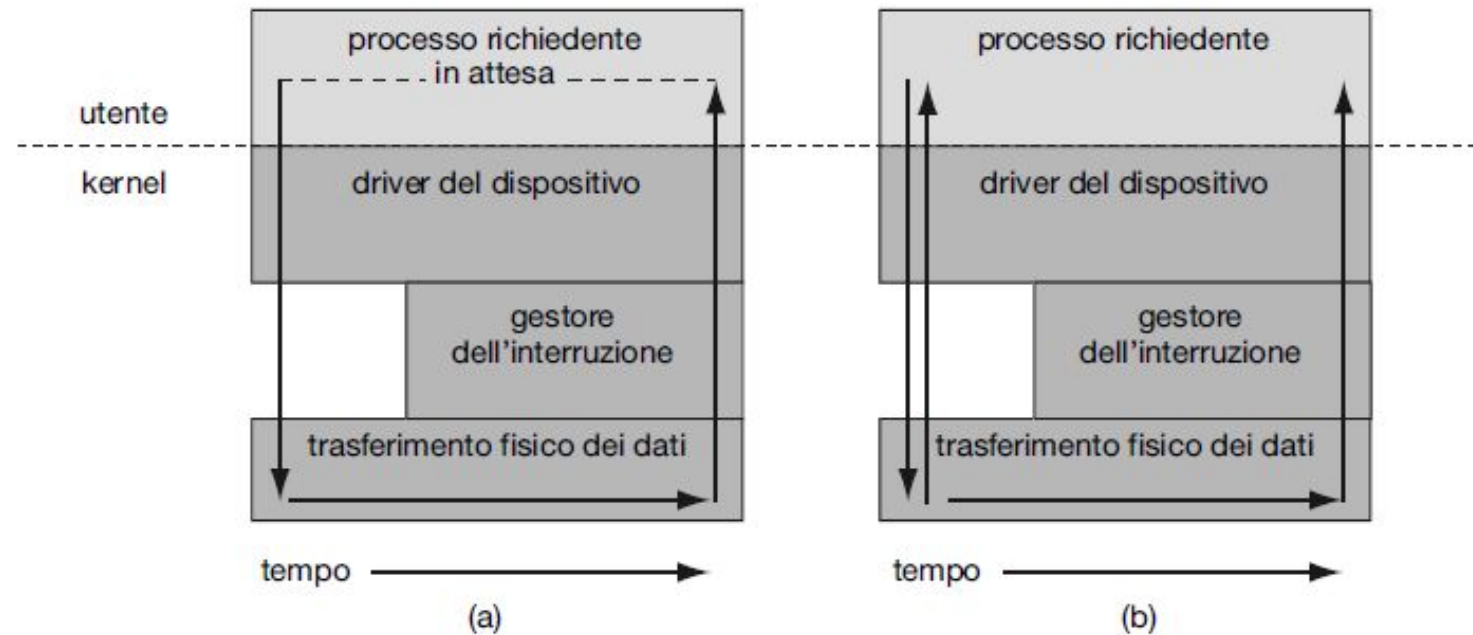 processo richiedente
in attesa
utente
kernel
driver del dispositivo
gestore
dell'interruzione
trasferimento fisico dei dati
tempo
(a)
processo richiedente
driver del dispositivo
gestore
dell'interruzione
trasferimento fisico dei dati
tempo
(b)